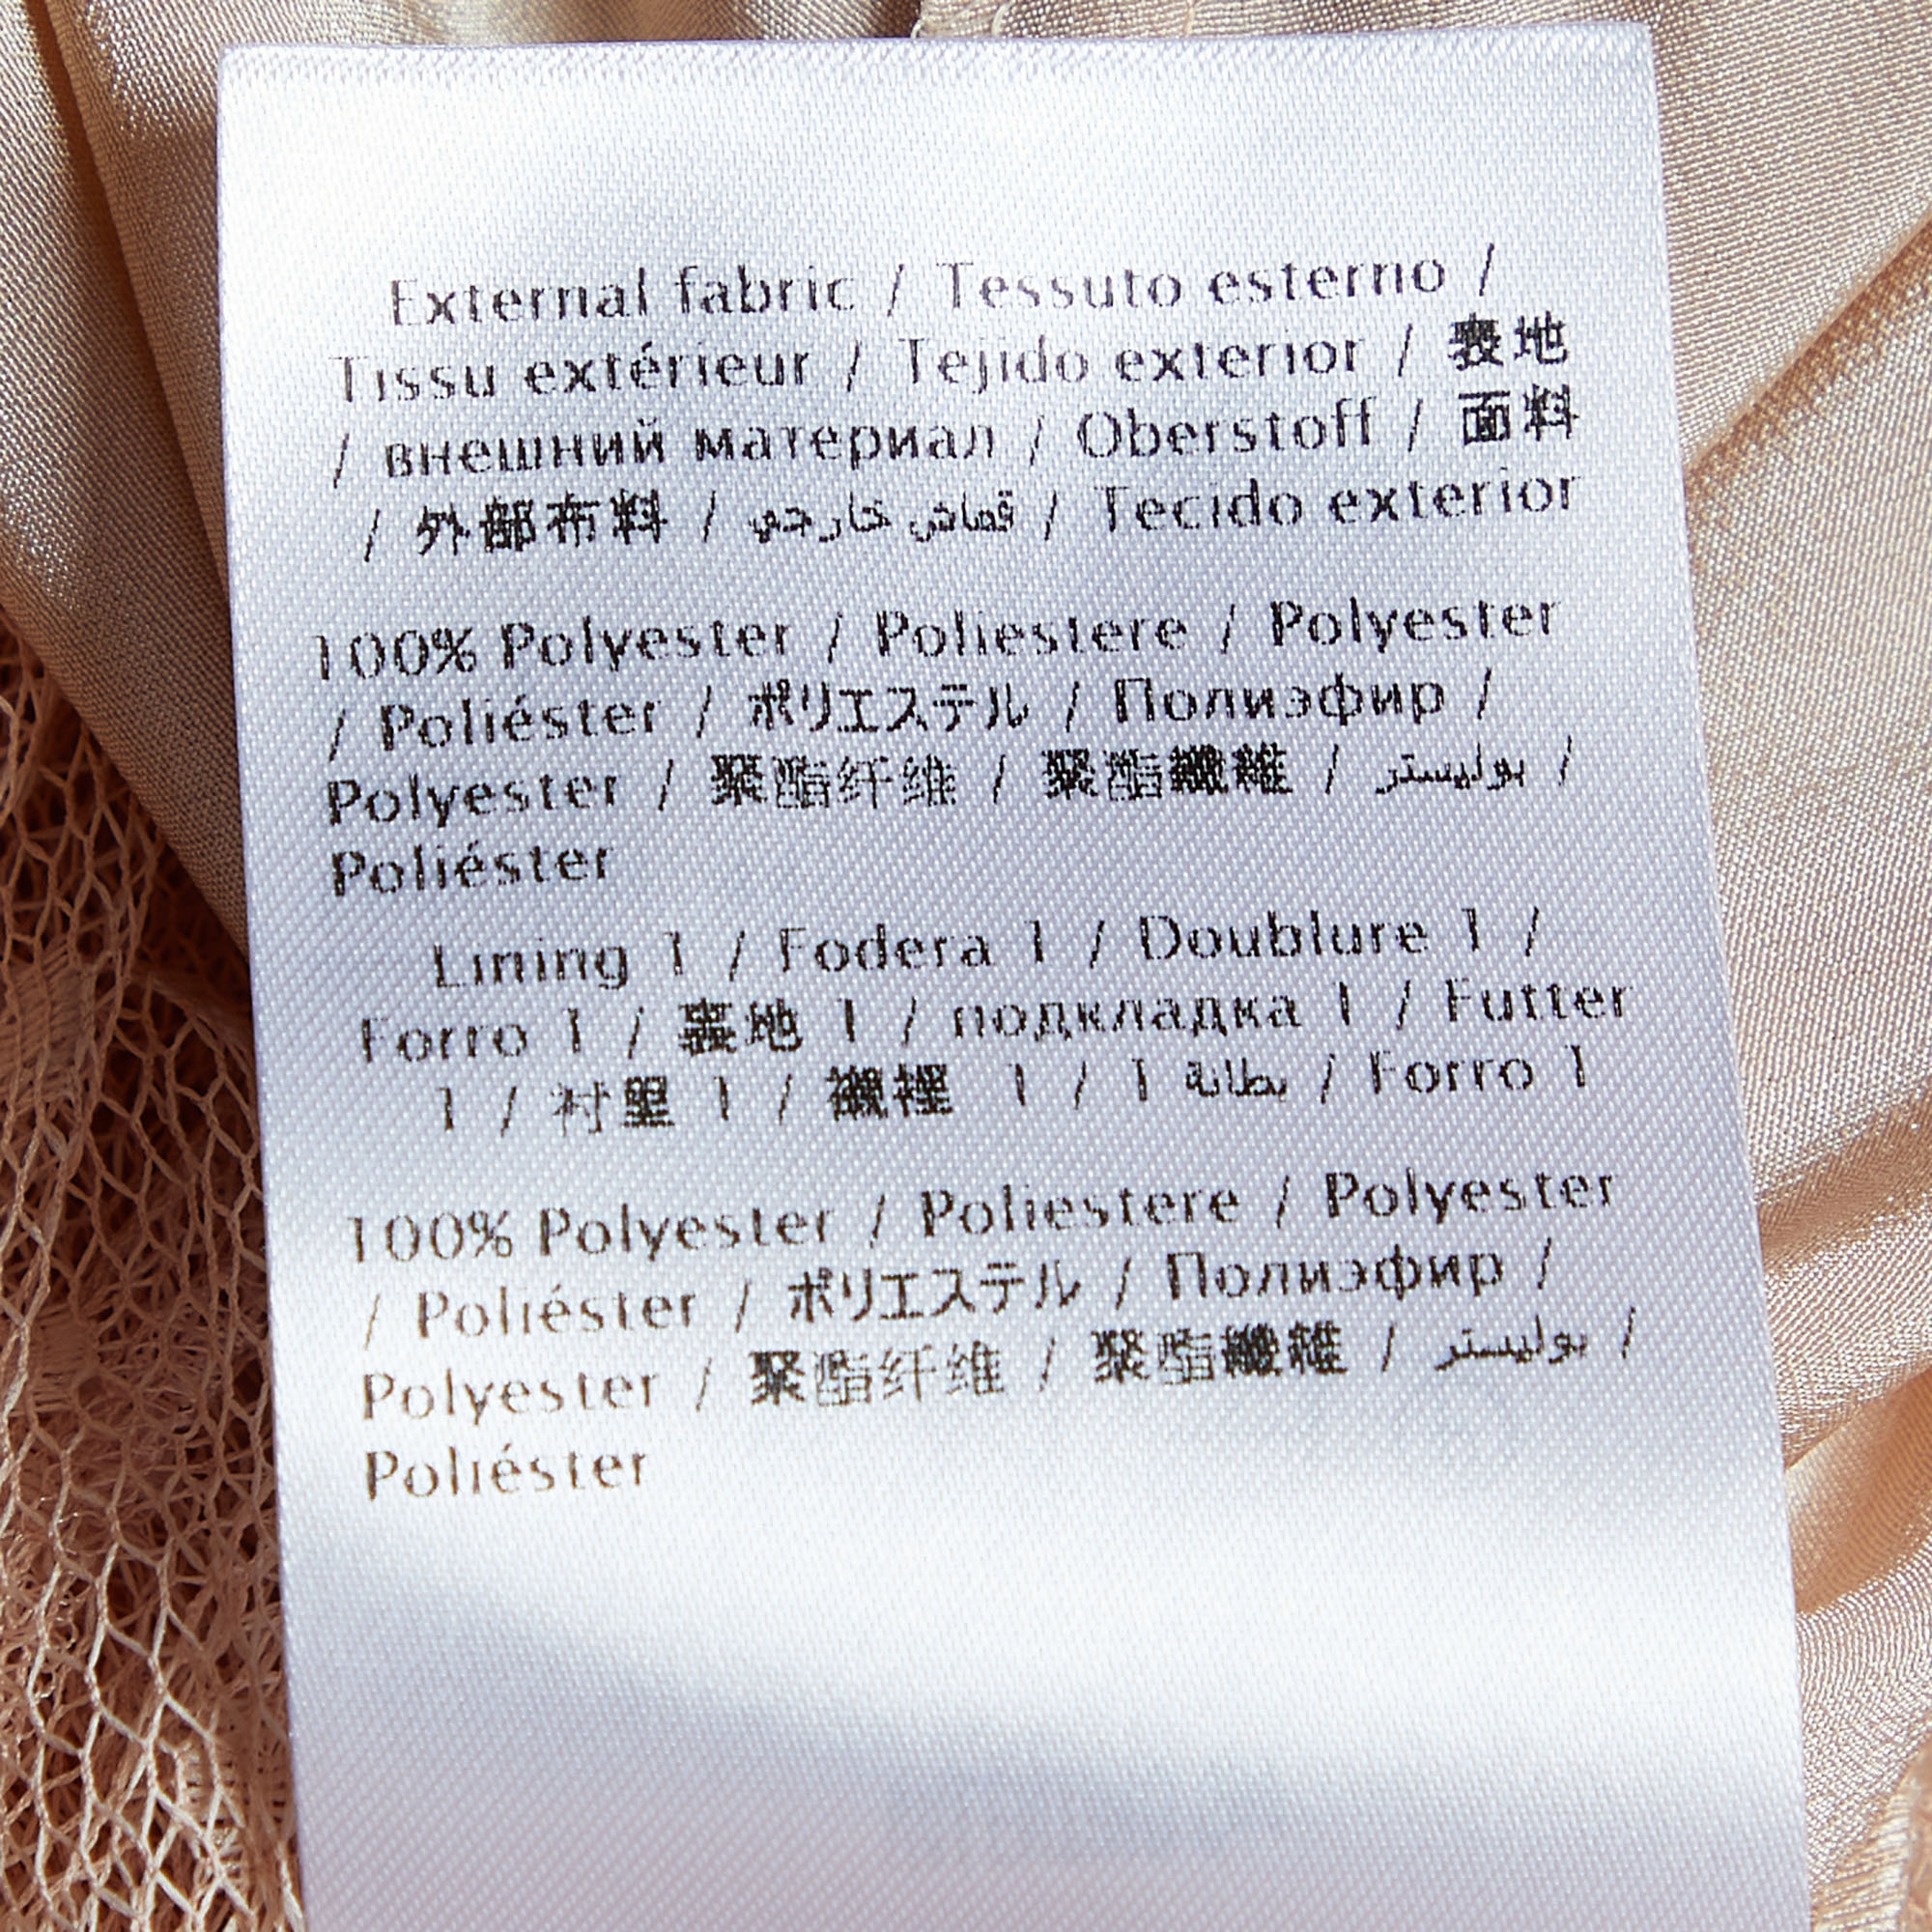 External fabric / Tessuto esterno /
Tissu extérieur / Tejido exterior / 表地
/ внешний материал / Oberstoff / 面料
/ 外部布料 / قماش خارجي / Tecido exterior
100% Polyester / Poliestere / Polyester
/ Poliéster / ポリエステル / Полиэфир /
Polyester / 聚酯纤维 / 聚酯纖維 / بوليستر /
Poliéster
Lining 1 / Fodera 1 / Doublure 1 /
Forro 1 / 裏地 1 / подкладка 1 / Futter
1 / 衬里 1 / 襯裡 1 / 1 بطانة / Forro 1
100% Polyester / Poliestere / Polyester
/ Poliéster / ポリエステル / Полиэфир /
Polyester / 聚酯纤维 / 聚酯纖維 / بوليستر /
Poliéster